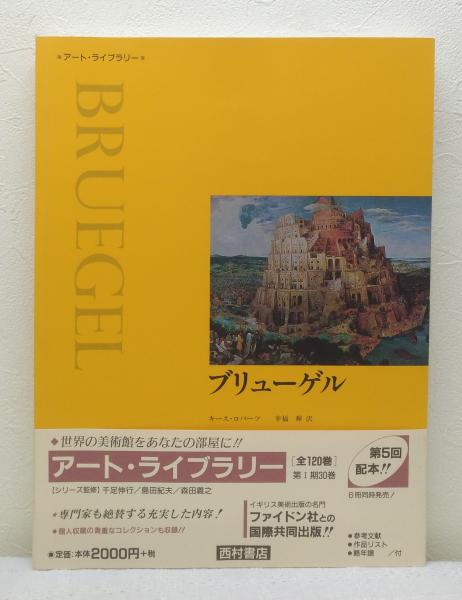 *アート・ライブラリー*
BRUEGEL
ブリューゲル
キース・ロバーツ 幸福 輝 訳
◆世界の美術館をあなたの部屋に!!
アート・ライブラリー
[全120巻]
第Ⅰ期30巻
第5回
配本!!
6冊同時発売!
【シリーズ監修】千足伸行/島田紀夫/森田義之
●専門家も絶賛する充実した内容!
●個人収蔵の貴重なコレクションも収録!!
イギリス美術出版の名門
ファイドン社との
国際共同出版!!
●参考文献
●作品リスト
●略年譜 /付
●定価:本体2000円+税
西村書店